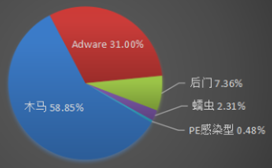 Adware 31.00%
后门 7.36%
木马 58.85%
蠕虫 2.31%
PE感染型 0.48%